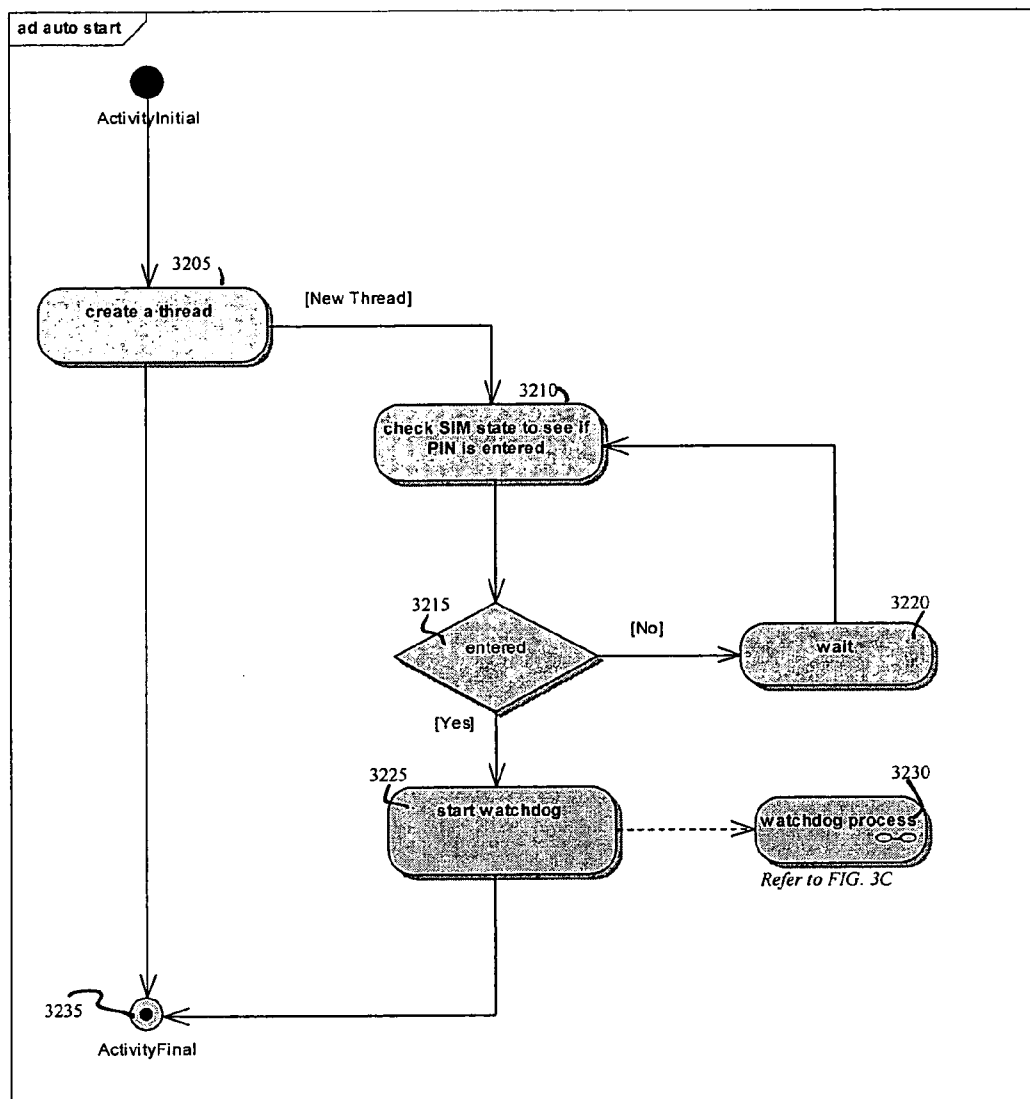 ad auto start
ActivityInitial
3205
create a thread
[New Thread]
3210
check SIM state to see if
PIN is entered
3215
entered
[No]
3220
wait
[Yes]
3225
start watchdog
3230
watchdog process
Refer to FIG. 3C
3235
ActivityFinal